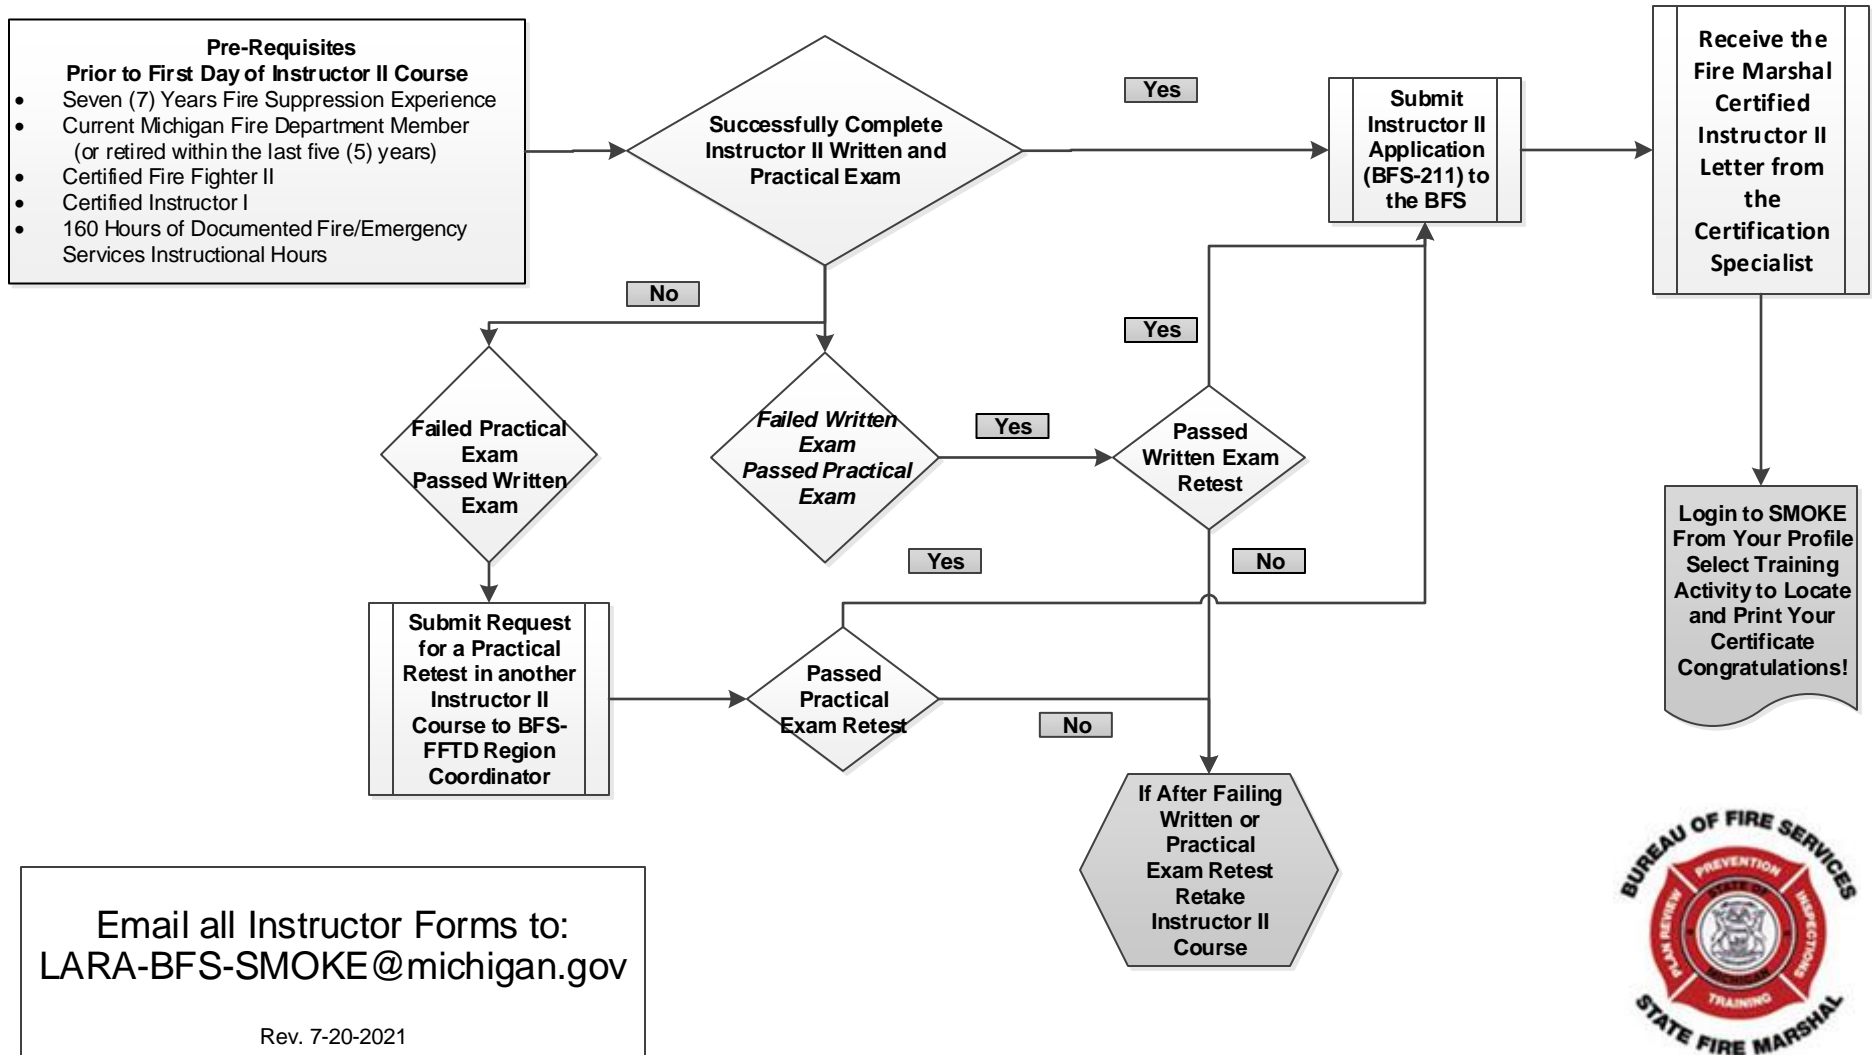 Pre-Requisites
Prior to First Day of Instructor II Course
• Seven (7) Years Fire Suppression Experience
• Current Michigan Fire Department Member
(or retired within the last five (5) years)
• Certified Fire Fighter II
• Certified Instructor I
• 160 Hours of Documented Fire/Emergency
Services Instructional Hours
Successfully Complete
Instructor II Written and
Practical Exam
Yes
Submit
Instructor II
Application
(BFS-211) to
the BFS
Receive the
Fire Marshal
Certified
Instructor II
Letter from
the
Certification
Specialist
No
Yes
Failed Practical
Exam
Passed Written
Exam
Failed Written
Exam
Passed Practical
Exam
Yes
Passed
Written Exam
Retest
Login to SMOKE
From Your Profile
Select Training
Activity to Locate
and Print Your
Certificate
Congratulations!
Yes
No
Submit Request
for a Practical
Retest in another
Instructor II
Course to BFS-
FFTD Region
Coordinator
Passed
Practical
Exam Retest
No
If After Failing
Written or
Practical
Exam Retest
Retake
Instructor II
Course
Email all Instructor Forms to:
LARA-BFS-SMOKE@michigan.gov
Rev. 7-20-2021
BUREAU OF FIRE SERVICES
PREVENTION
PLAN REVIEW
INSPECTIONS
STATE OF
MICHIGAN
TRAINING
STATE FIRE MARSHAL